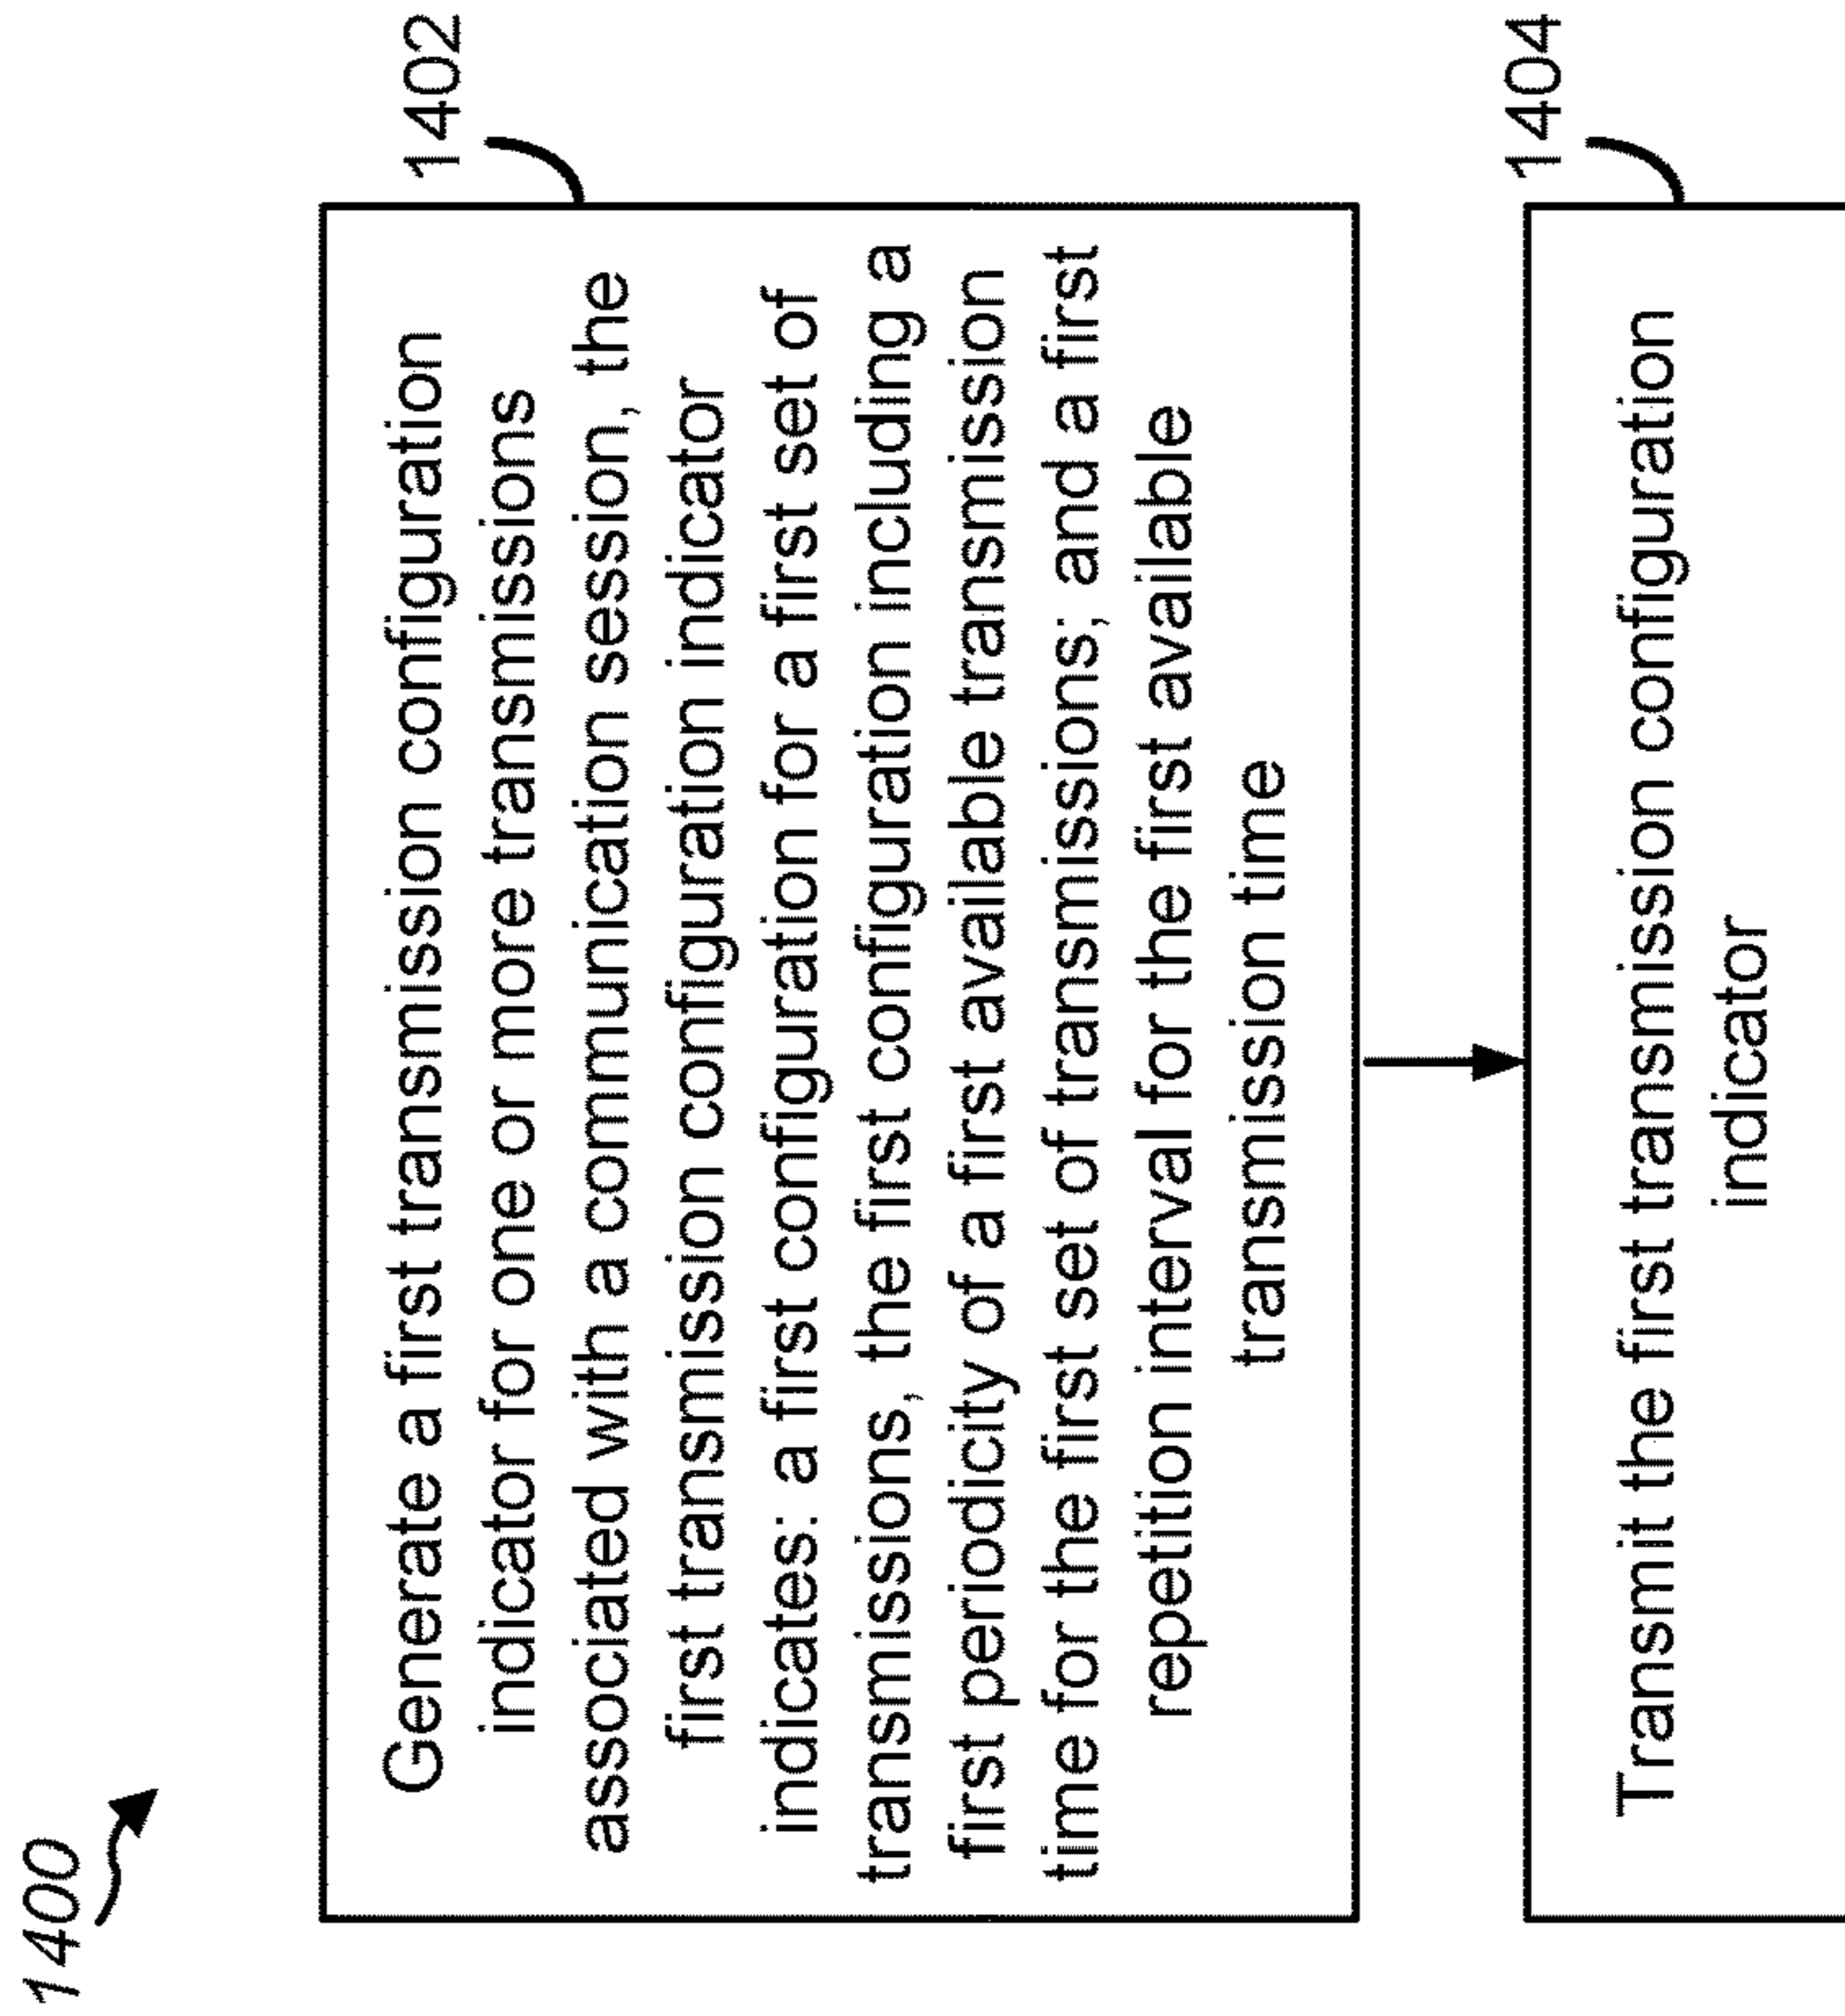 1400
1402
Generate a first transmission configuration
indicator for one or more transmissions
associated with a communication session, the
first transmission configuration indicator
indicates: a first configuration for a first set of
transmissions, the first configuration including a
first periodicity of a first available transmission
time for the first set of transmissions; and a first
repetition interval for the first available
transmission time
1404
Transmit the first transmission configuration
indicator